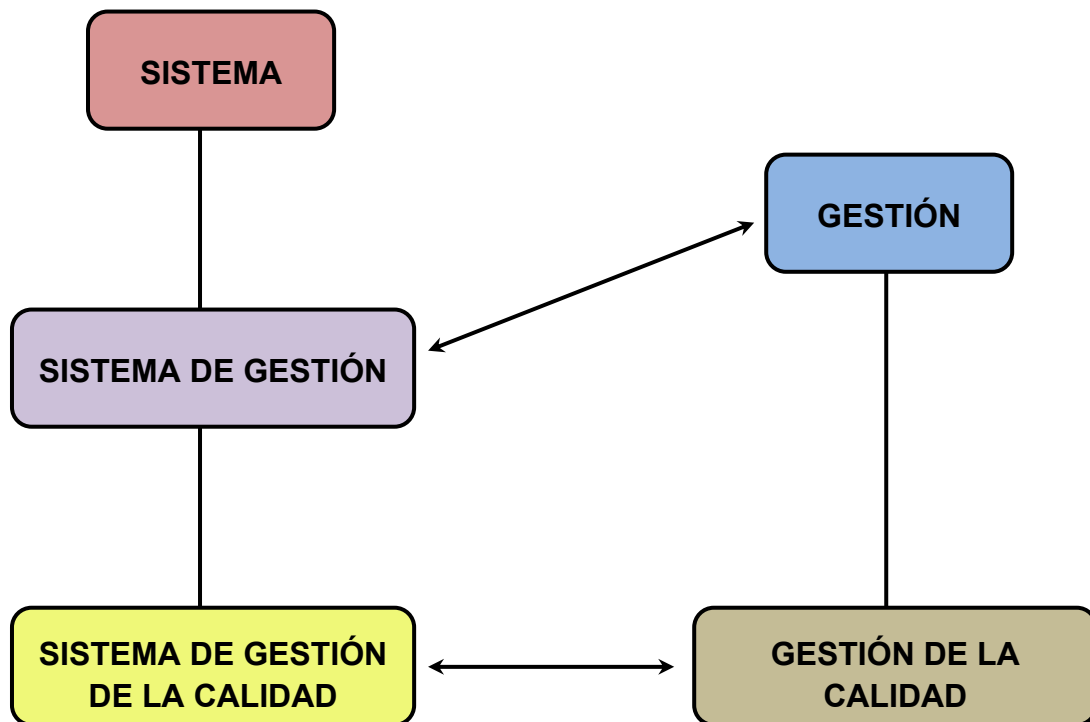 SISTEMA
GESTIÓN
SISTEMA DE GESTIÓN
SISTEMA DE GESTIÓN
DE LA CALIDAD
GESTIÓN DE LA
CALIDAD